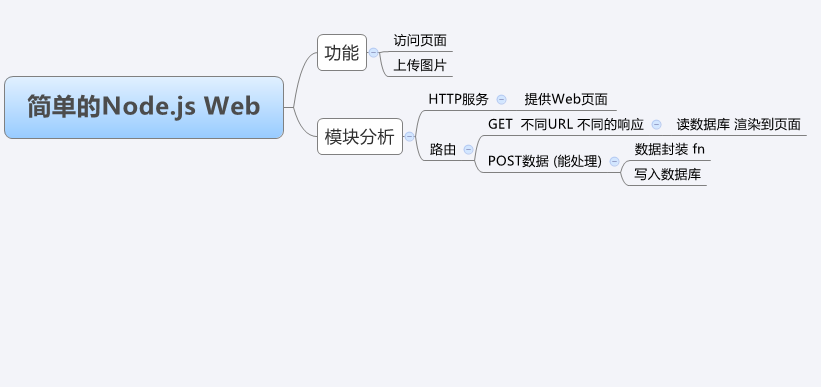 简单的Node.js Web
功能
访问页面
上传图片
模块分析
HTTP服务
提供Web页面
路由
GET 不同URL 不同的响应
读数据库 渲染到页面
POST数据 (能处理)
数据封装 fn
写入数据库